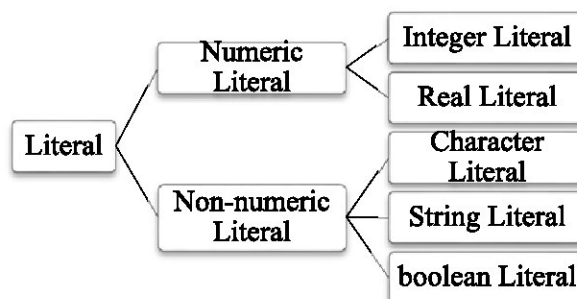 Literal
Numeric
Literal
Integer Literal
Real Literal
Non-numeric
Literal
Character
Literal
String Literal
boolean Literal